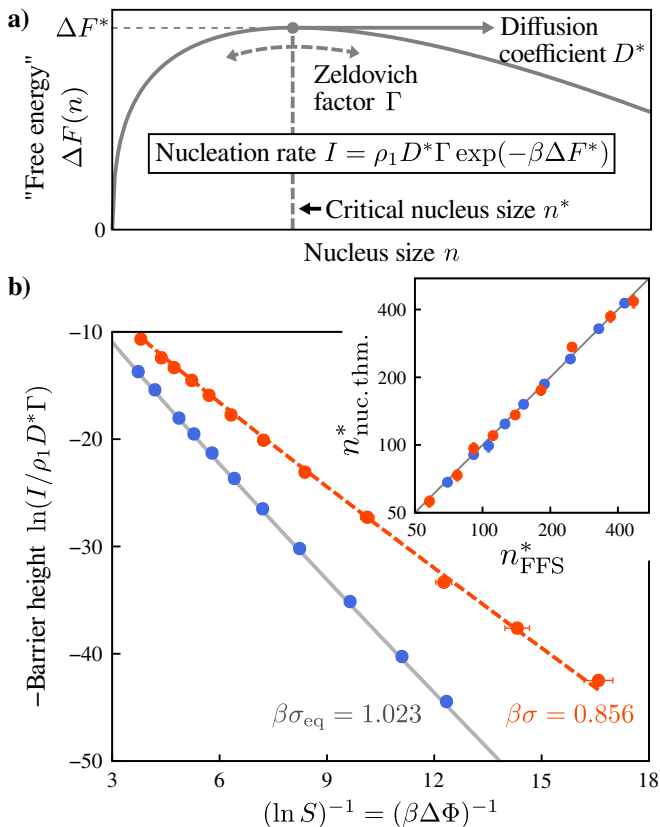 a)
ΔF*
Diffusion
coefficient D*
Zeldovich
factor Γ
"Free energy"
ΔF(n)
Nucleation rate I = ρ₁D*Γ exp(−βΔF*)
Critical nucleus size n*
0
Nucleus size n
b)
−10
−20
−30
−40
−50
−Barrier height ln(I/ρ₁D*Γ)
400
200
100
50
n*nuc. thm.
50
100
200
400
n*FFS
βσeq = 1.023
βσ = 0.856
3
6
9
12
15
18
(ln S)⁻¹ = (βΔΦ)⁻¹